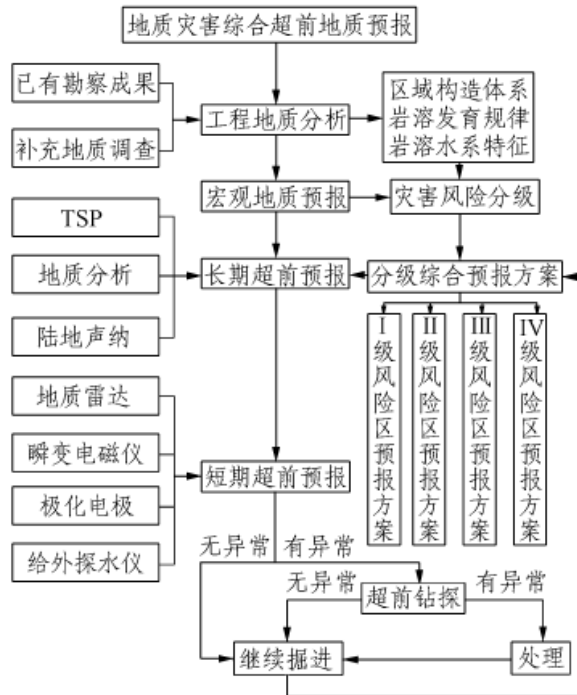 地质灾害综合超前地质预报
已有勘察成果
补充地质调查
工程地质分析
区域构造体系
岩溶发育规律
岩溶水系特征
宏观地质预报
灾害风险分级
TSP
地质分析
陆地声纳
长期超前预报
分级综合预报方案
I级风险区预报方案
II级风险区预报方案
III级风险区预报方案
IV级风险区预报方案
地质雷达
瞬变电磁仪
极化电极
给外探水仪
短期超前预报
无异常
有异常
无异常
有异常
超前钻探
继续掘进
处理